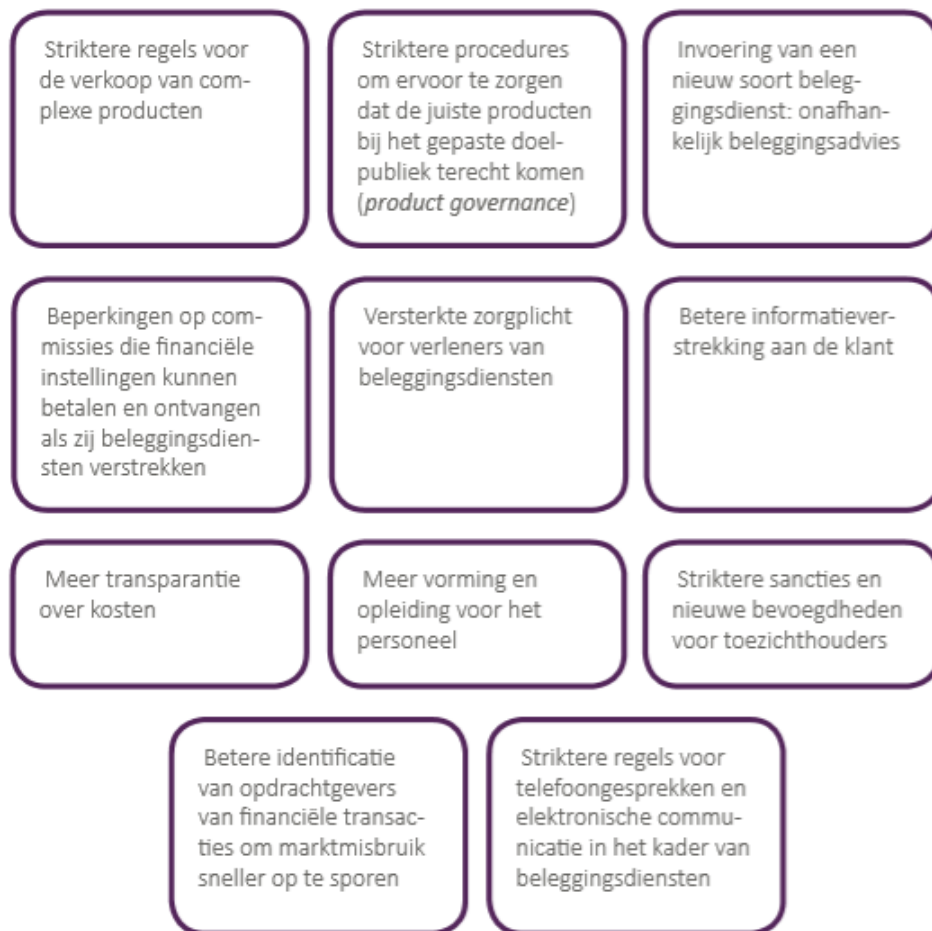 Striktere regels voor
de verkoop van com-
plexe producten
Striktere procedures
om ervoor te zorgen
dat de juiste producten
bij het gepaste doel-
publiek terecht komen
(product governance)
Invoering van een
nieuw soort beleg-
gingsdienst: onafhan-
kelijk beleggingsadvies
Beperkingen op com-
missies die financiële
instellingen kunnen
betalen en ontvangen
als zij beleggingsdien-
sten verstrekken
Versterkte zorgplicht
voor verleners van
beleggingsdiensten
Betere informatiever-
strekking aan de klant
Meer transparantie
over kosten
Meer vorming en
opleiding voor het
personeel
Striktere sancties en
nieuwe bevoegdheden
voor toezichthouders
Betere identificatie
van opdrachtgevers
van financiële transac-
ties om marktmisbruik
sneller op te sporen
Striktere regels voor
telefoongesprekken en
elektronische commu-
nicatie in het kader van
beleggingsdiensten